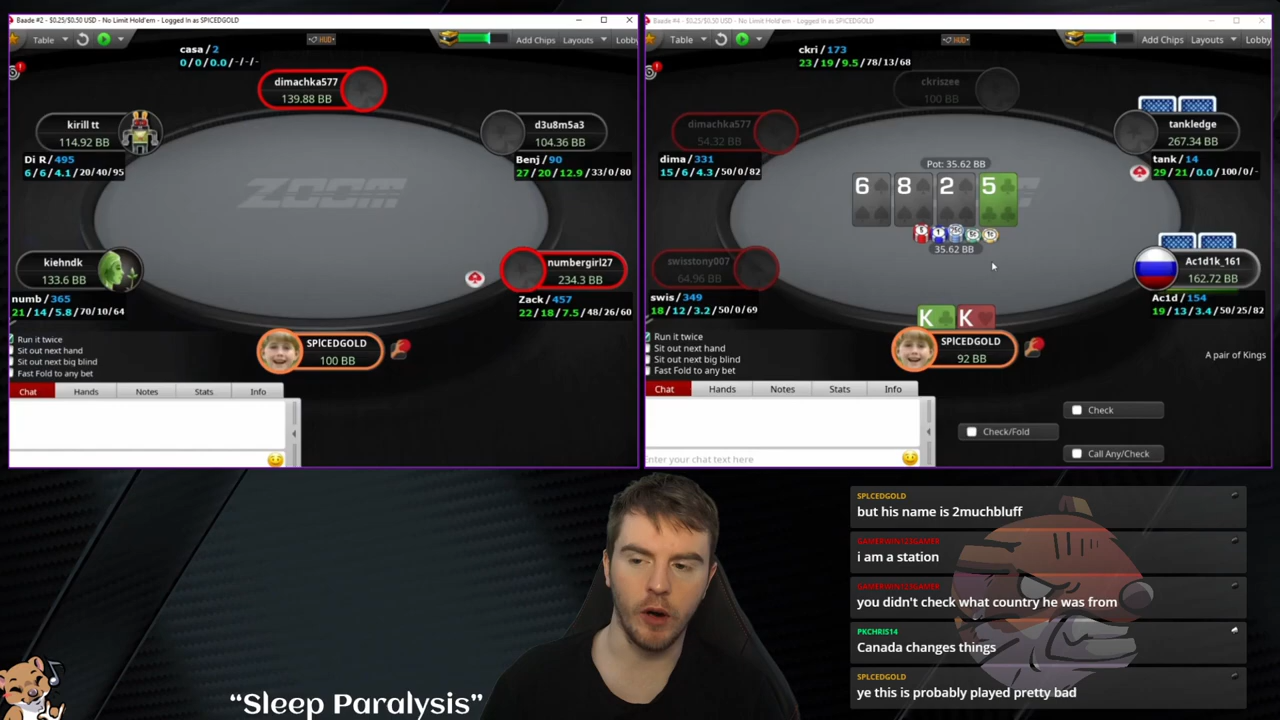 Baade #2 - $0.25/$0.50 USD - No Limit Hold'em - Logged In as SPICEDGOLD
Table
HUD
Add Chips
Layouts
Lobby
casa / 2
0/ 0/ 0.0/ -/-/-
dimachka577
139.88 BB
kirill tt
114.92 BB
Di R / 495
6/ 6/ 4.1/ 20/40/95
d3u8m5a3
104.36 BB
Benj / 90
27/ 20/ 12.9/ 33/0/80
ZOOM
kiehndk
133.6 BB
numb / 365
21/ 14/ 5.8/ 70/10/64
numbergirl27
234.3 BB
Zack / 457
22/ 18/ 7.5/ 48/26/60
SPICEDGOLD
100 BB
Run it twice
Sit out next hand
Sit out next big blind
Fast Fold to any bet
Chat
Hands
Notes
Stats
Info
Baade #4 - $0.25/$0.50 USD - No Limit Hold'em - Logged In as SPICEDGOLD
Table
HUD
Add Chips
Layouts
Lobby
ckri / 173
23/ 19/ 9.5/ 78/13/68
ckriszee
100 BB
dimachka577
54.32 BB
dima / 331
15/ 6/ 4.3/ 50/0/82
tankledge
267.34 BB
tank / 14
29/ 21/ 0.0/ 100/0/-
Pot: 35.62 BB
6 8 2 5
35.62 BB
swisstony007
64.96 BB
swis / 349
18/ 12/ 3.2/ 50/0/69
Ac1d1k_161
162.72 BB
Ac1d / 154
19/ 13/ 3.4/ 50/25/82
K K
SPICEDGOLD
92 BB
A pair of Kings
Run it twice
Sit out next hand
Sit out next big blind
Fast Fold to any bet
Chat
Hands
Notes
Stats
Info
Enter your chat text here
Check
Check/Fold
Call Any/Check
SPLCEDGOLD
but his name is 2muchbluff
GAMERWIN123GAMER
i am a station
GAMERWIN123GAMER
you didn't check what country he was from
PKCHRIS14
Canada changes things
SPLCEDGOLD
ye this is probably played pretty bad
“Sleep Paralysis”